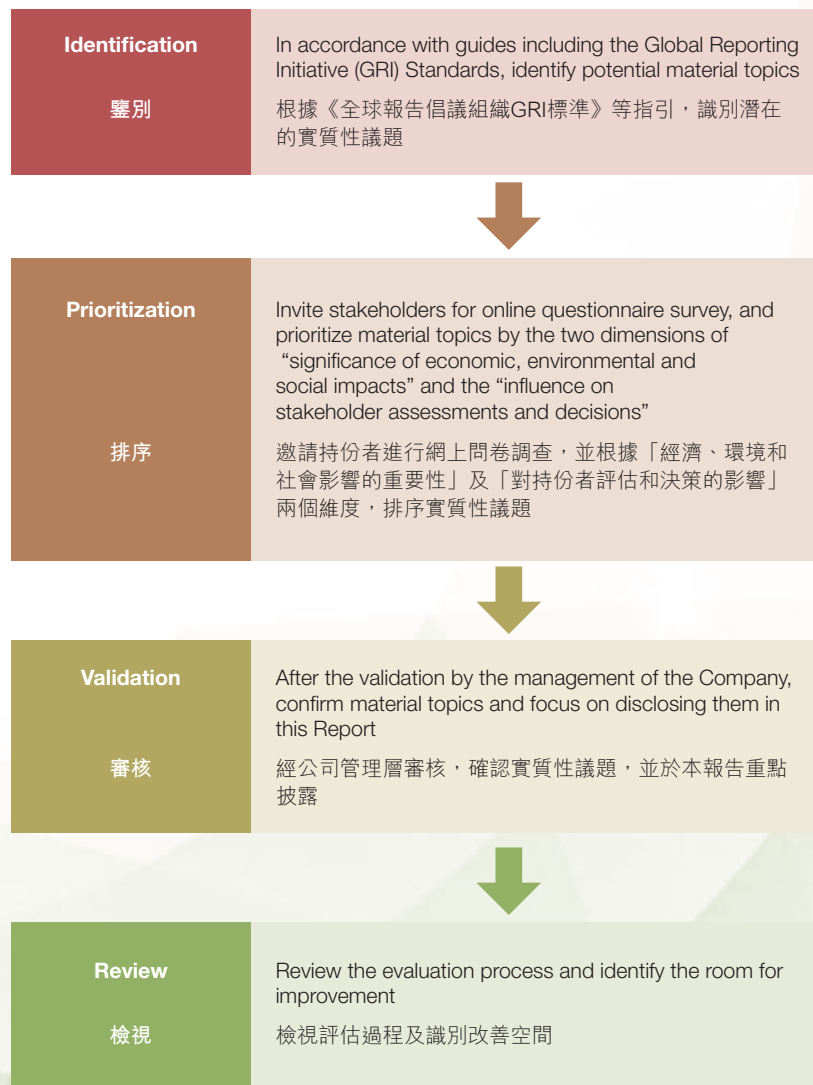 Identification
In accordance with guides including the Global Reporting
Initiative (GRI) Standards, identify potential material topics
鑒別
根據《全球報告倡議組織GRI標準》等指引，識別潛在
的實質性議題
Prioritization
Invite stakeholders for online questionnaire survey, and
prioritize material topics by the two dimensions of
“significance of economic, environmental and
social impacts” and the “influence on
stakeholder assessments and decisions”
排序
邀請持份者進行網上問卷調查，並根據「經濟、環境和
社會影響的重要性」及「對持份者評估和決策的影響」
兩個維度，排序實質性議題
Validation
After the validation by the management of the Company,
confirm material topics and focus on disclosing them in
this Report
審核
經公司管理層審核，確認實質性議題，並於本報告重點
披露
Review
Review the evaluation process and identify the room for
improvement
檢視
檢視評估過程及識別改善空間